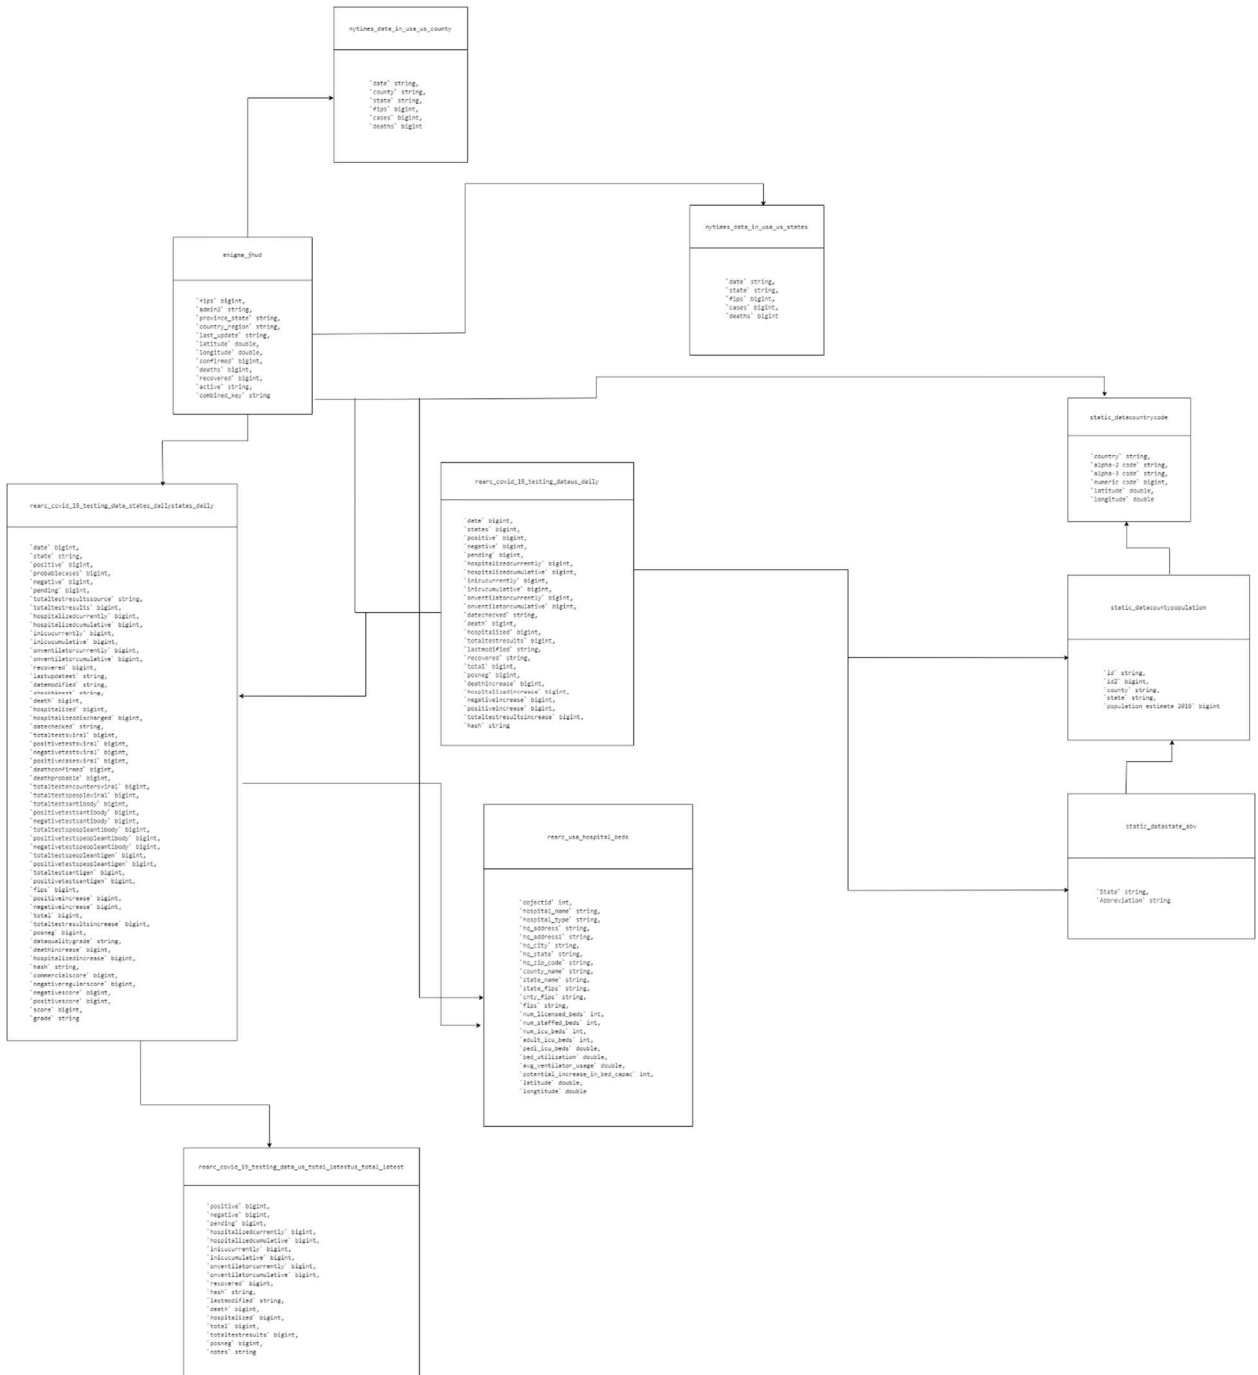 nytimes_data_in_usa_us_county
`date` string,
`county` string,
`state` string,
`fips` bigint,
`cases` bigint,
`deaths` bigint
nytimes_data_in_usa_us_states
`date` string,
`state` string,
`fips` bigint,
`cases` bigint,
`deaths` bigint
enigma_jhud
`fips` bigint,
`admin2` string,
`province_state` string,
`country_region` string,
`last_update` string,
`latitude` double,
`longitude` double,
`confirmed` bigint,
`deaths` bigint,
`recovered` bigint,
`active` string,
`combined_key` string
static_datacountrycode
`country` string,
`alpha-2 code` string,
`alpha-3 code` string,
`numeric code` bigint,
`latitude` double,
`longitude` double
rearc_covid_19_testing_data_states_dailystates_daily
`date` bigint,
`state` string,
`positive` bigint,
`probablecases` bigint,
`negative` bigint,
`pending` bigint,
`totaltestresultssource` string,
`totaltestresults` bigint,
`hospitalizedcurrently` bigint,
`hospitalizedcumulative` bigint,
`inicucurrently` bigint,
`inicucumulative` bigint,
`onventilatorcurrently` bigint,
`onventilatorcumulative` bigint,
`recovered` bigint,
`lastupdateet` string,
`datemodified` string,
`checktimeet` string,
`death` bigint,
`hospitalized` bigint,
`hospitalizeddischarged` bigint,
`datechecked` string,
`totaltestsviral` bigint,
`positivetestsviral` bigint,
`negativetestsviral` bigint,
`positivecasesviral` bigint,
`deathconfirmed` bigint,
`deathprobable` bigint,
`totaltestencountersviral` bigint,
`totaltestspeopleviral` bigint,
`totaltestsantibody` bigint,
`positivetestsantibody` bigint,
`negativetestsantibody` bigint,
`totaltestspeopleantibody` bigint,
`positivetestspeopleantibody` bigint,
`negativetestspeopleantibody` bigint,
`totaltestspeopleantigen` bigint,
`positivetestspeopleantigen` bigint,
`totaltestsantigen` bigint,
`positivetestsantigen` bigint,
`fips` bigint,
`positiveincrease` bigint,
`negativeincrease` bigint,
`total` bigint,
`totaltestresultsincrease` bigint,
`posneg` bigint,
`dataqualitygrade` string,
`deathincrease` bigint,
`hospitalizedincrease` bigint,
`hash` string,
`commercialscore` bigint,
`negativeregularscore` bigint,
`negativescore` bigint,
`positivescore` bigint,
`score` bigint,
`grade` string
rearc_covid_19_testing_dataus_daily
`date` bigint,
`states` bigint,
`positive` bigint,
`negative` bigint,
`pending` bigint,
`hospitalizedcurrently` bigint,
`hospitalizedcumulative` bigint,
`inicucurrently` bigint,
`inicucumulative` bigint,
`onventilatorcurrently` bigint,
`onventilatorcumulative` bigint,
`datechecked` string,
`death` bigint,
`hospitalized` bigint,
`totaltestresults` bigint,
`lastmodified` string,
`recovered` string,
`total` bigint,
`posneg` bigint,
`deathincrease` bigint,
`hospitalizedincrease` bigint,
`negativeincrease` bigint,
`positiveincrease` bigint,
`totaltestresultsincrease` bigint,
`hash` string
static_datacountypopulation
`id` string,
`id2` bigint,
`county` string,
`state` string,
`population estimate 2018` bigint
static_datastate_abv
`State` string,
`Abbreviation` string
rearc_usa_hospital_beds
`objectid` int,
`hospital_name` string,
`hospital_type` string,
`hq_address` string,
`hq_address1` string,
`hq_city` string,
`hq_state` string,
`hq_zip_code` string,
`county_name` string,
`state_name` string,
`state_fips` string,
`cnty_fips` string,
`fips` string,
`num_licensed_beds` int,
`num_staffed_beds` int,
`num_icu_beds` int,
`adult_icu_beds` int,
`pedi_icu_beds` double,
`bed_utilization` double,
`avg_ventilator_usage` double,
`potential_increase_in_bed_capac` int,
`latitude` double,
`longtitude` double
rearc_covid_19_testing_data_us_total_latestus_total_latest
`positive` bigint,
`negative` bigint,
`pending` bigint,
`hospitalizedcurrently` bigint,
`hospitalizedcumulative` bigint,
`inicucurrently` bigint,
`inicucumulative` bigint,
`onventilatorcurrently` bigint,
`onventilatorcumulative` bigint,
`recovered` bigint,
`hash` string,
`lastmodified` string,
`death` bigint,
`hospitalized` bigint,
`total` bigint,
`totaltestresults` bigint,
`posneg` bigint,
`notes` string